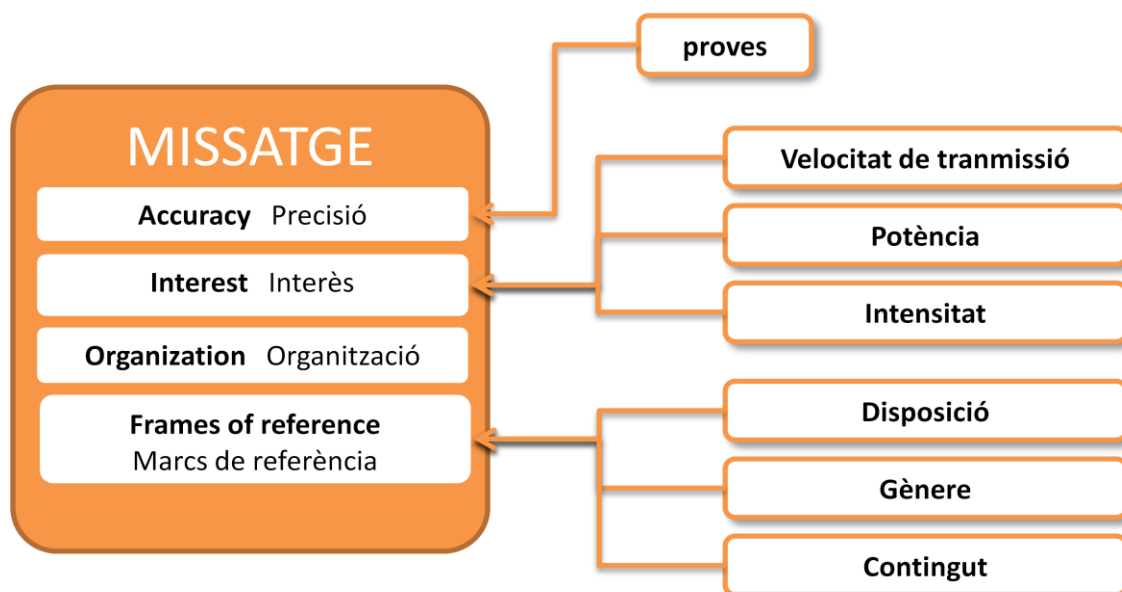 proves
MISSATGE
Accuracy Precisió
Interest Interès
Organization Organització
Frames of reference
Marcs de referència
Velocitat de tranmissió
Potència
Intensitat
Disposició
Gènere
Contingut